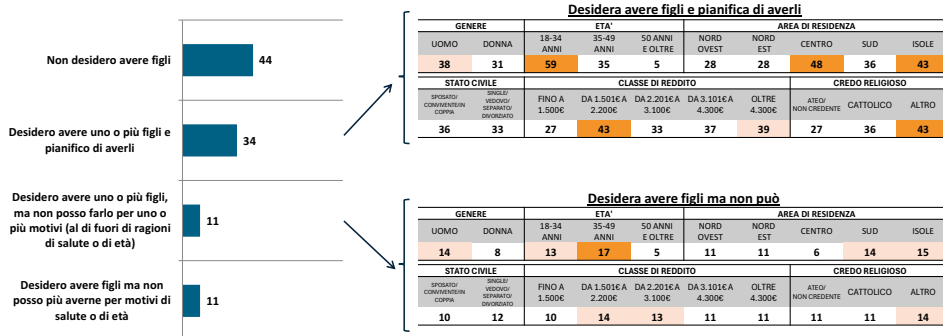 Desidera avere figli e pianifica di averli
GENERE ETA' AREA DI RESIDENZA
UOMO DONNA 18-34 ANNI 35-49 ANNI 50 ANNI E OLTRE NORD OVEST NORD EST CENTRO SUD ISOLE
38 31 59 35 5 28 28 48 36 43
STATO CIVILE CLASSE DI REDDITO CREDO RELIGIOSO
SPOSATO/ CONVIVENTE/IN COPPIA SINGLE/ VEDOVO/ SEPARATO/ DIVORZIATO FINO A 1.500€ DA 1.501€ A 2.200€ DA 2.201€ A 3.100€ DA 3.101€ A 4.300€ OLTRE 4.300€ ATEO/ NON CREDENTE CATTOLICO ALTRO
36 33 27 43 33 37 39 27 36 43
Non desidero avere figli
44
Desidero avere uno o più figli e
pianifico di averli
34
Desidero avere uno o più figli,
ma non posso farlo per uno o
più motivi (al di fuori di ragioni
di salute o di età)
11
Desidero avere figli ma non
posso più averne per motivi di
salute o di età
11
Desidera avere figli ma non può
GENERE ETA' AREA DI RESIDENZA
UOMO DONNA 18-34 ANNI 35-49 ANNI 50 ANNI E OLTRE NORD OVEST NORD EST CENTRO SUD ISOLE
14 8 13 17 5 11 11 6 14 15
STATO CIVILE CLASSE DI REDDITO CREDO RELIGIOSO
SPOSATO/ CONVIVENTE/IN COPPIA SINGLE/ VEDOVO/ SEPARATO/ DIVORZIATO FINO A 1.500€ DA 1.501€ A 2.200€ DA 2.201€ A 3.100€ DA 3.101€ A 4.300€ OLTRE 4.300€ ATEO/ NON CREDENTE CATTOLICO ALTRO
10 12 10 14 13 11 11 11 11 14